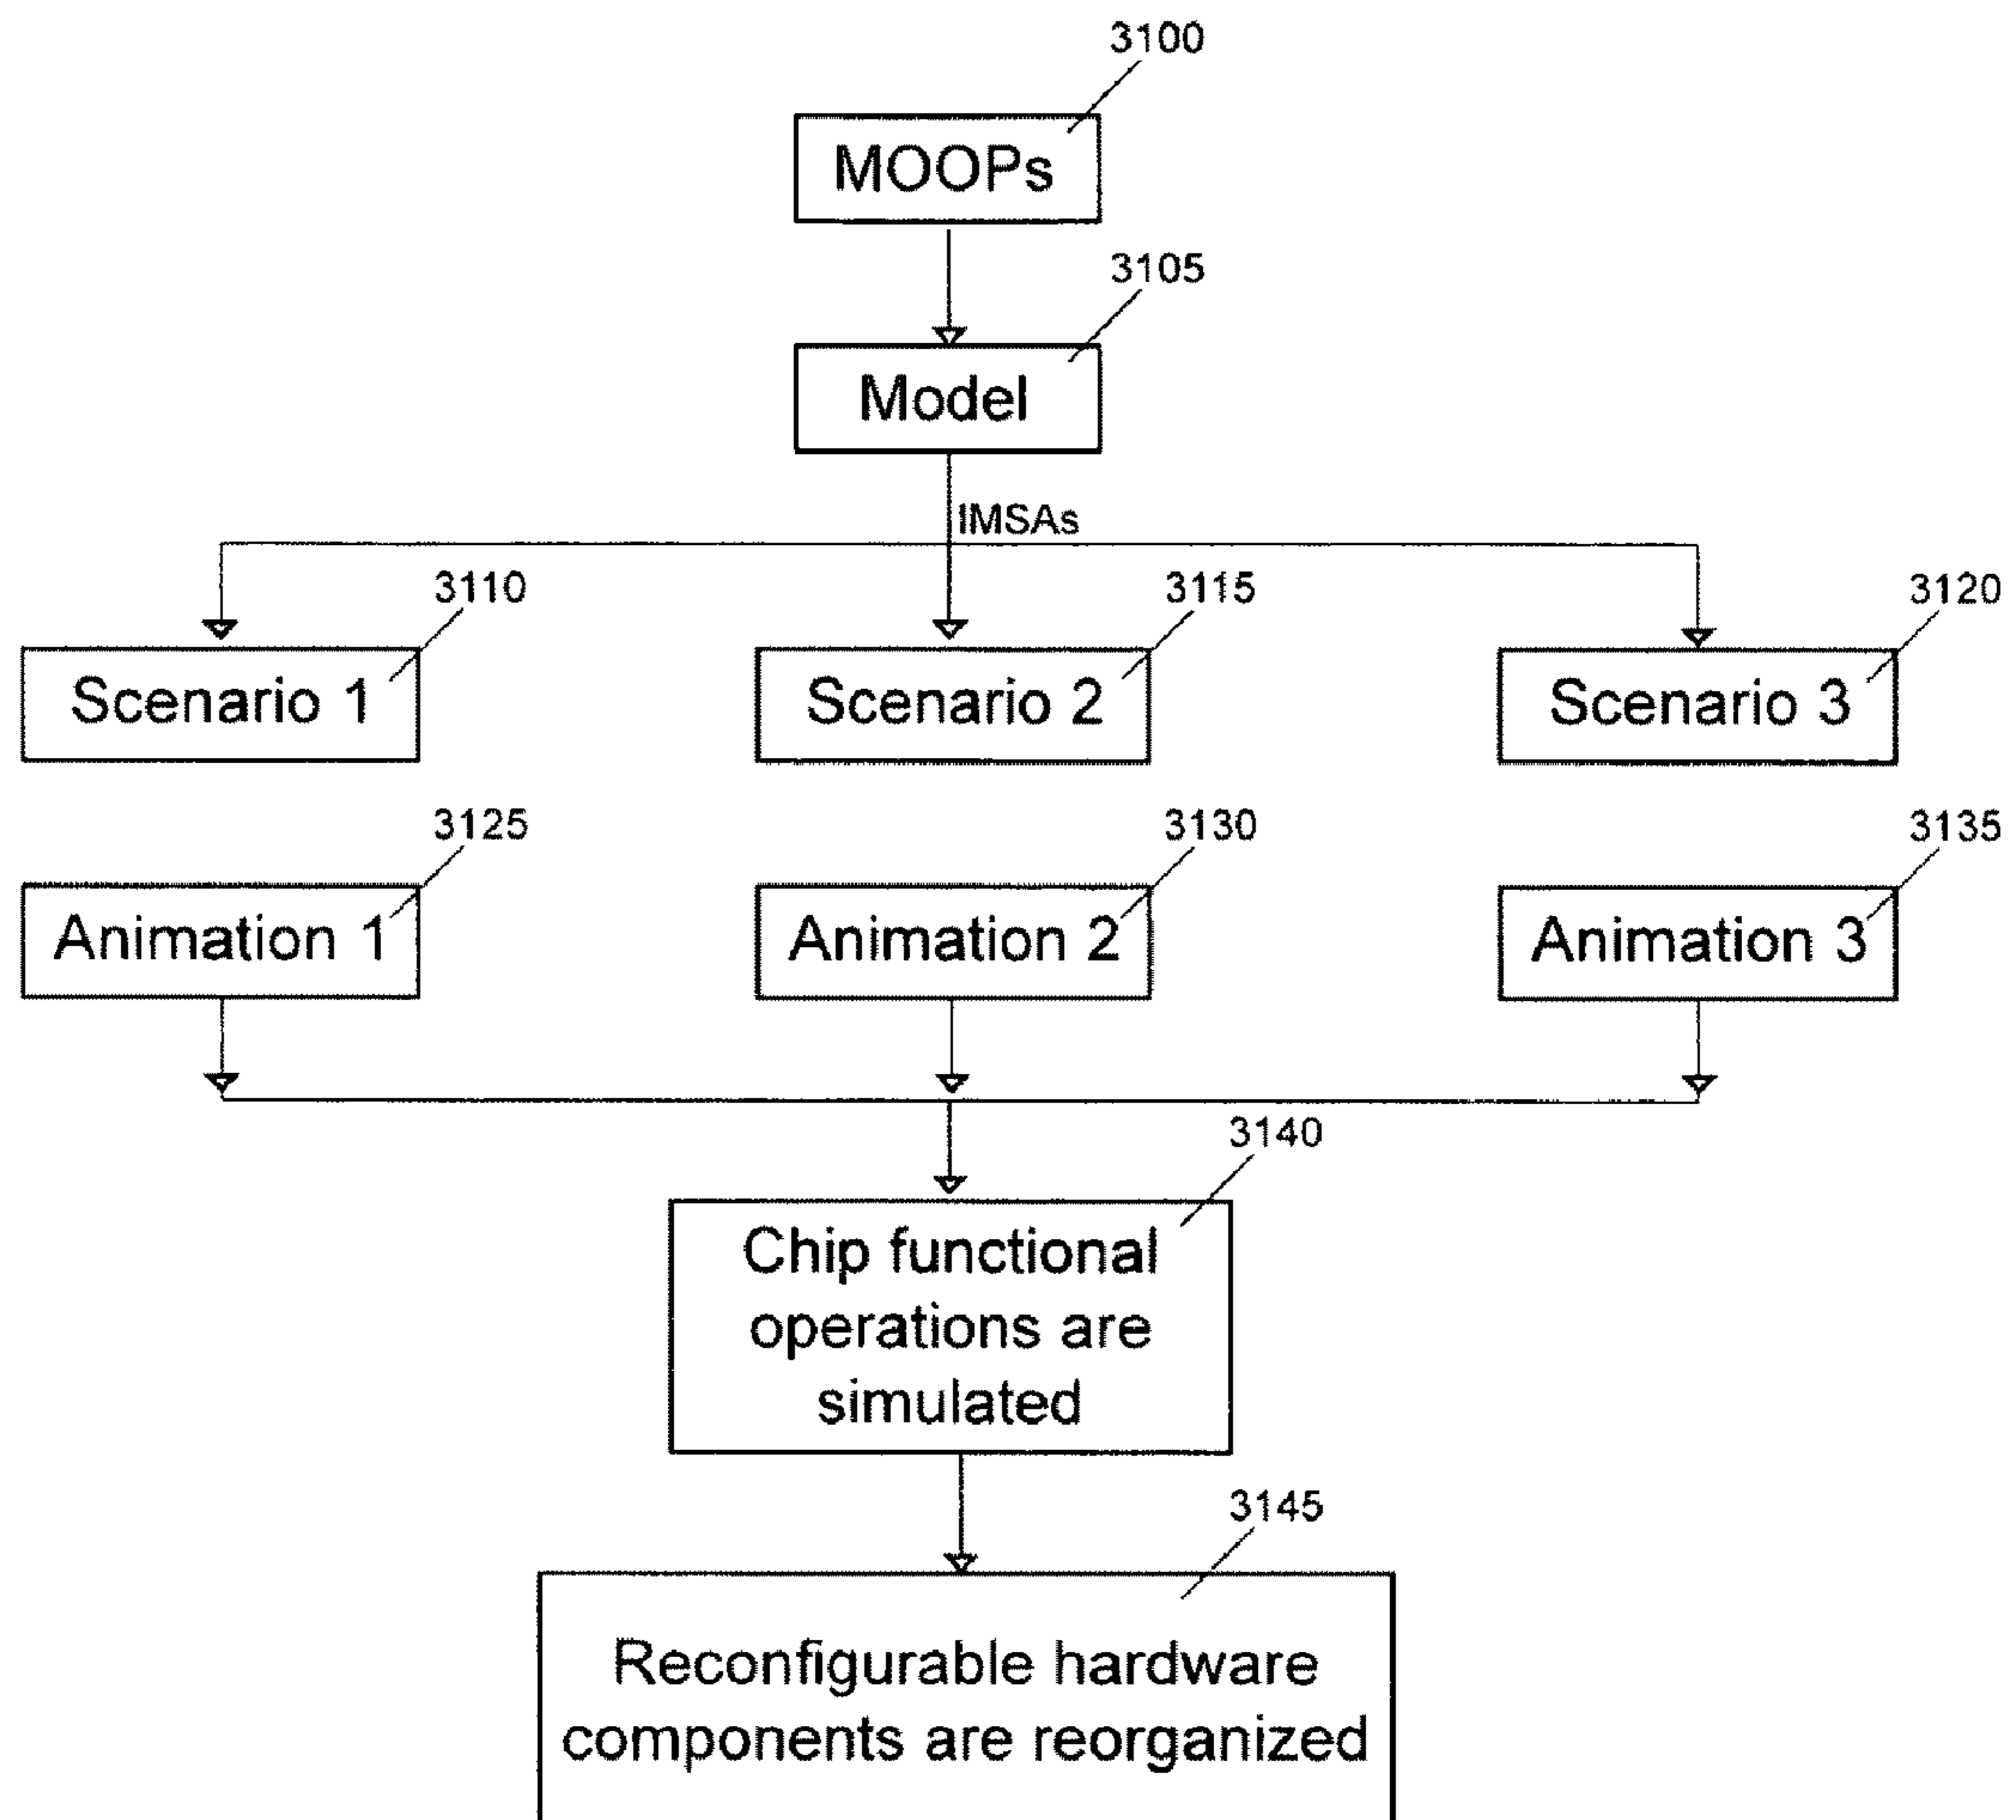 3100
MOOPs
3105
Model
IMSAs
3110
3115
3120
Scenario 1
Scenario 2
Scenario 3
3125
3130
3135
Animation 1
Animation 2
Animation 3
3140
Chip functional
operations are
simulated
3145
Reconfigurable hardware
components are reorganized